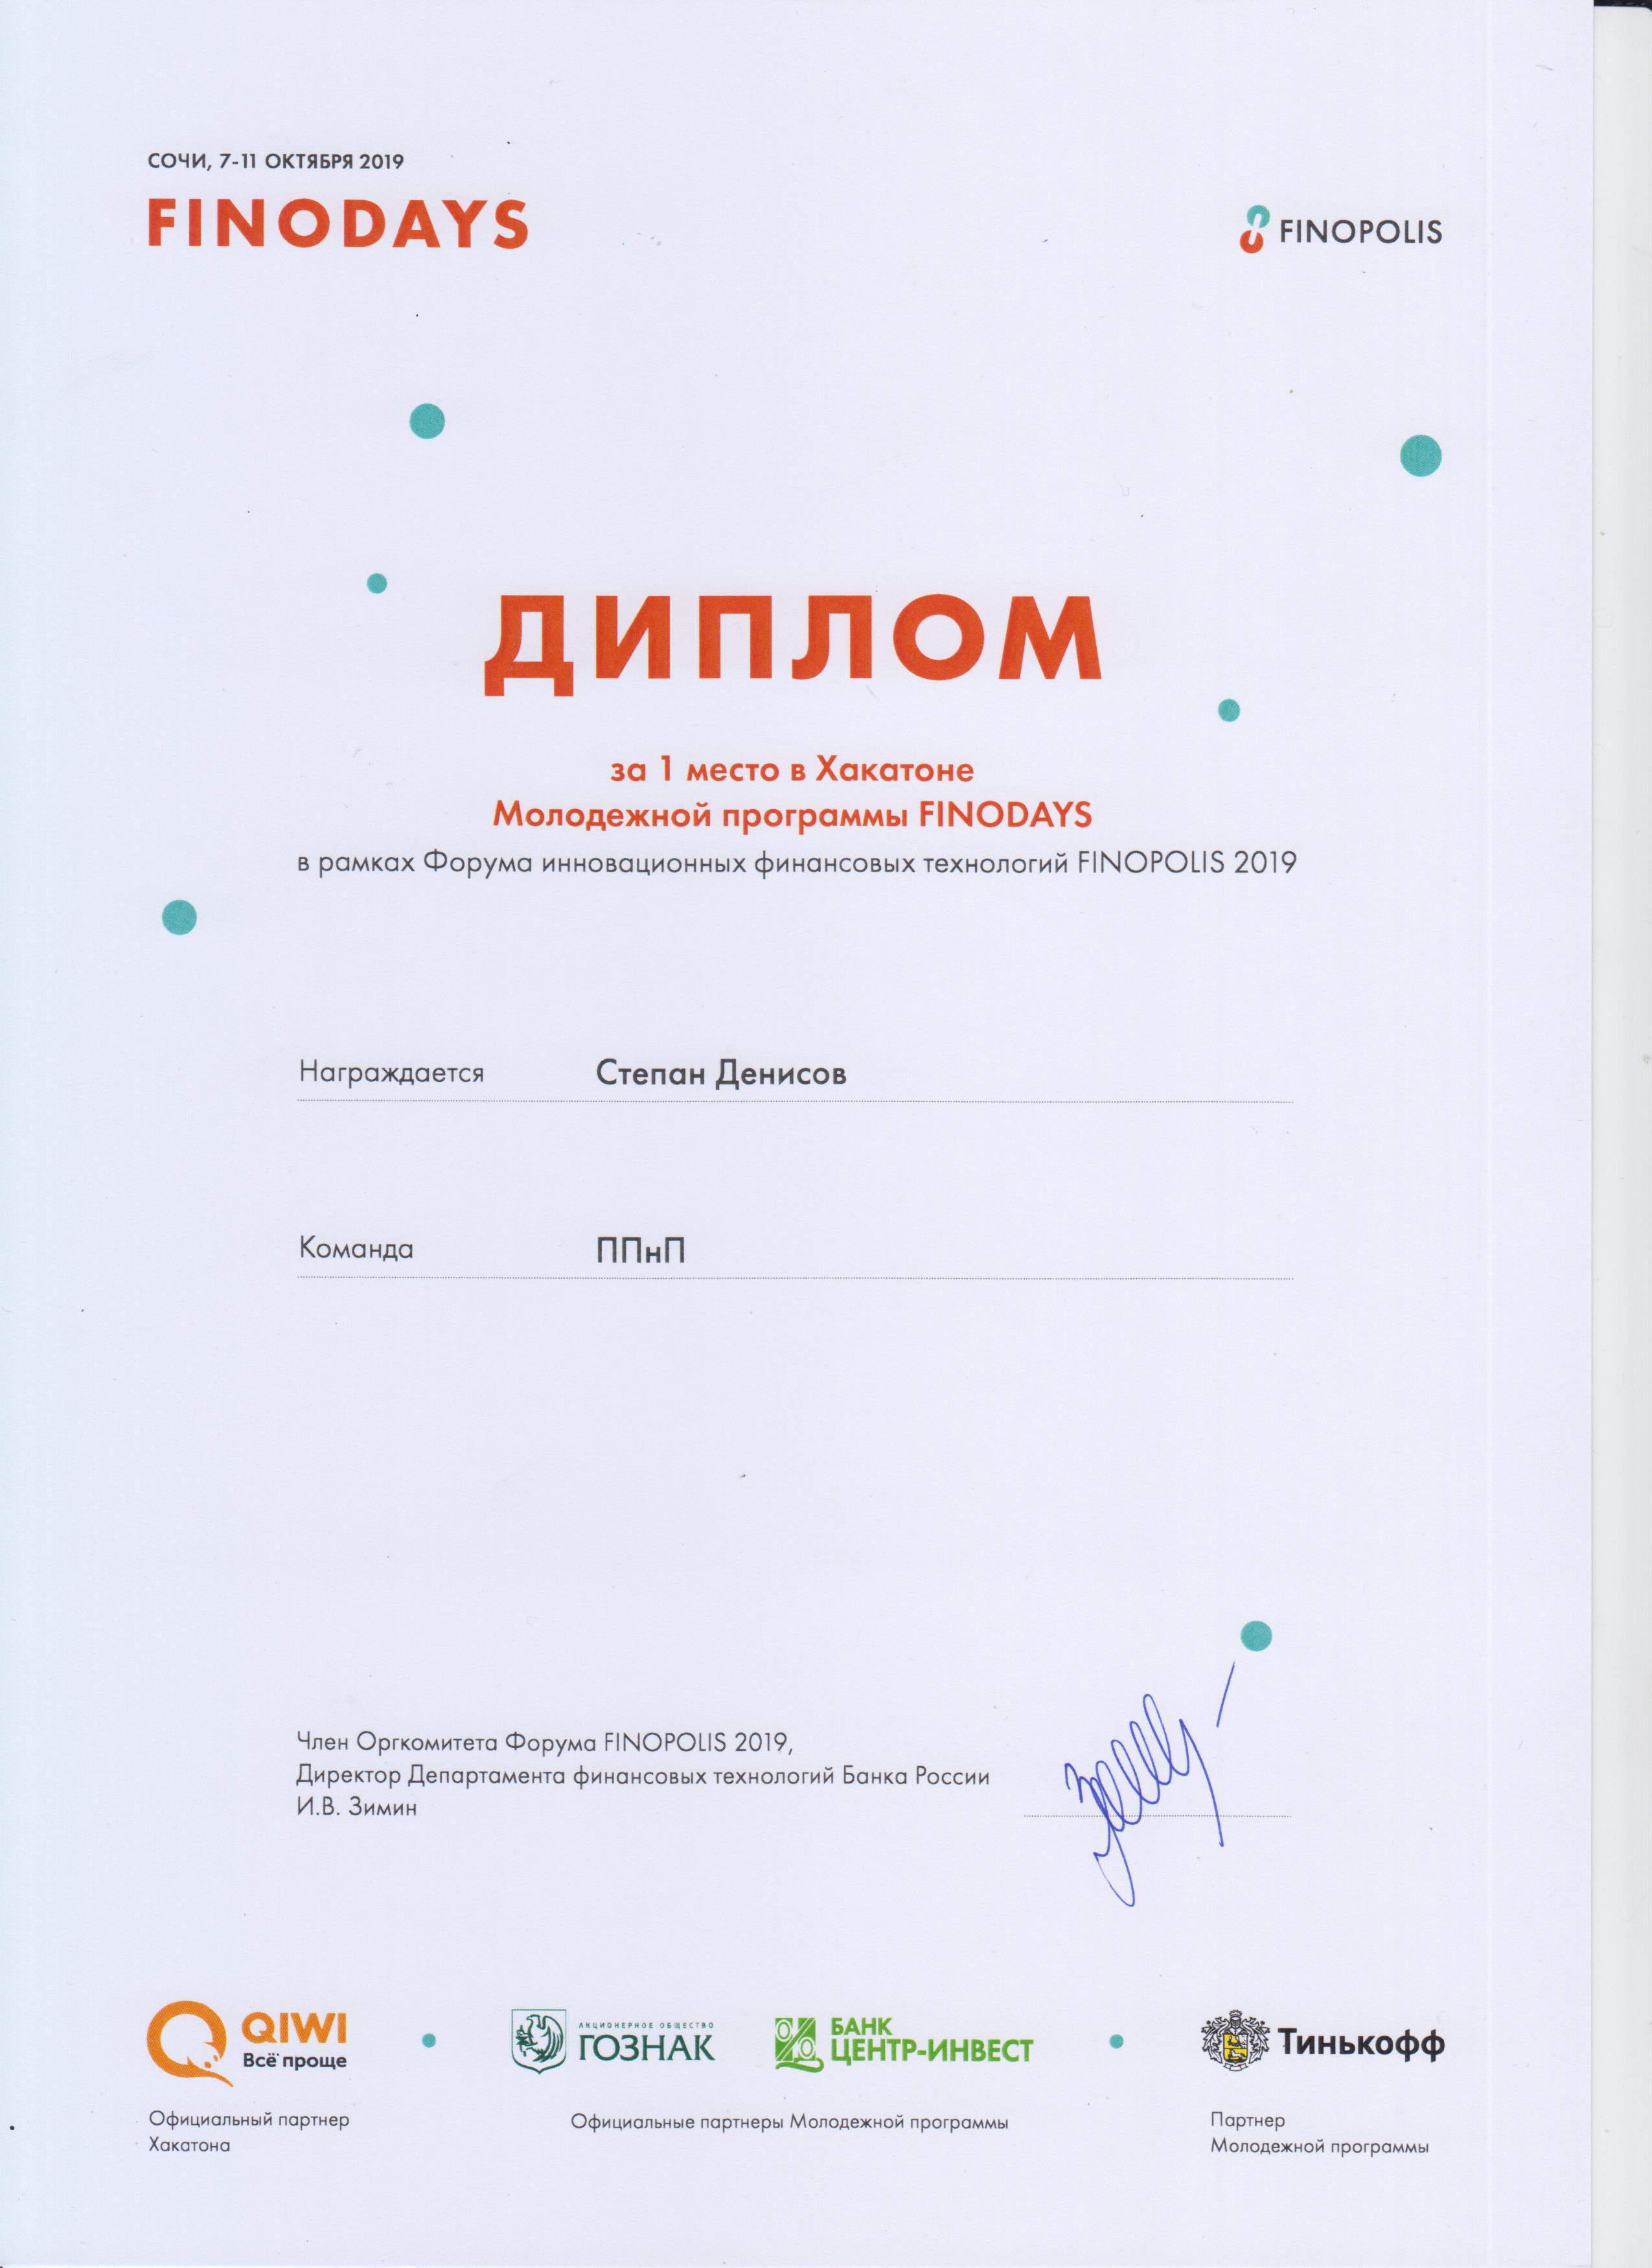 СОЧИ, 7-11 ОКТЯБРЯ 2019
FINODAYS
FINOPOLIS
ДИПЛОМ
за 1 место в Хакатоне
Молодежной программы FINODAYS
в рамках Форума инновационных финансовых технологий FINOPOLIS 2019
Награждается Степан Денисов
Команда ППнП
Член Оргкомитета Форума FINOPOLIS 2019,
Директор Департамента финансовых технологий Банка России
И.В. Зимин
QIWI
Всё проще
АКЦИОНЕРНОЕ ОБЩЕСТВО
ГОЗНАК
БАНК
ЦЕНТР-ИНВЕСТ
Тинькофф
Официальный партнер
Хакатона
Официальные партнеры Молодежной программы
Партнер
Молодежной программы